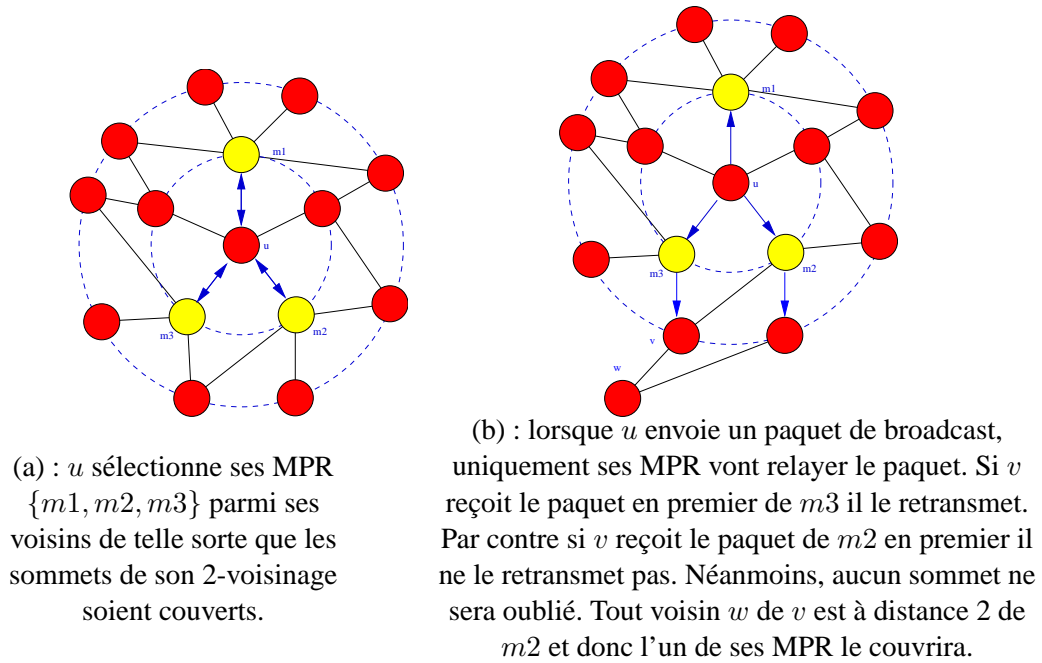 m1
u
m3
m2
(a) : u sélectionne ses MPR
{m1, m2, m3} parmi ses
voisins de telle sorte que les
sommets de son 2-voisinage
soient couverts.
m1
u
m3
m2
v
w
(b) : lorsque u envoie un paquet de broadcast,
uniquement ses MPR vont relayer le paquet. Si v
reçoit le paquet en premier de m3 il le retransmet.
Par contre si v reçoit le paquet de m2 en premier il
ne le retransmet pas. Néanmoins, aucun sommet ne
sera oublié. Tout voisin w de v est à distance 2 de
m2 et donc l'un de ses MPR le couvrira.